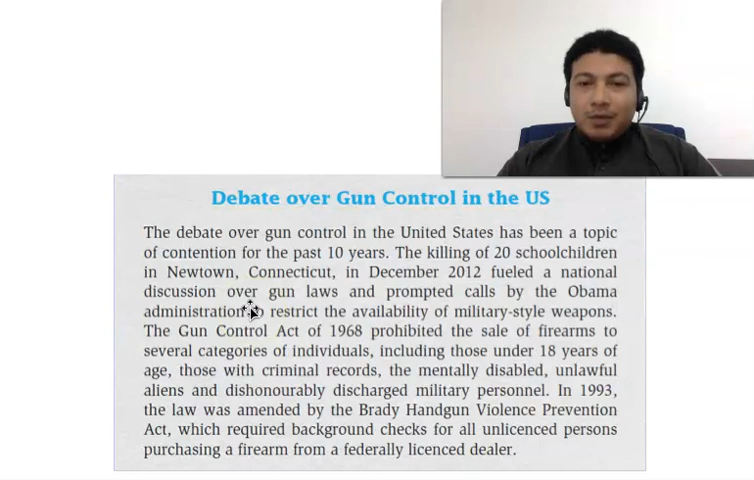 Debate over Gun Control in the US
The debate over gun control in the United States has been a topic
of contention for the past 10 years. The killing of 20 schoolchildren
in Newtown, Connecticut, in December 2012 fueled a national
discussion over gun laws and prompted calls by the Obama
administration to restrict the availability of military-style weapons.
The Gun Control Act of 1968 prohibited the sale of firearms to
several categories of individuals, including those under 18 years of
age, those with criminal records, the mentally disabled, unlawful
aliens and dishonourably discharged military personnel. In 1993,
the law was amended by the Brady Handgun Violence Prevention
Act, which required background checks for all unlicenced persons
purchasing a firearm from a federally licenced dealer.